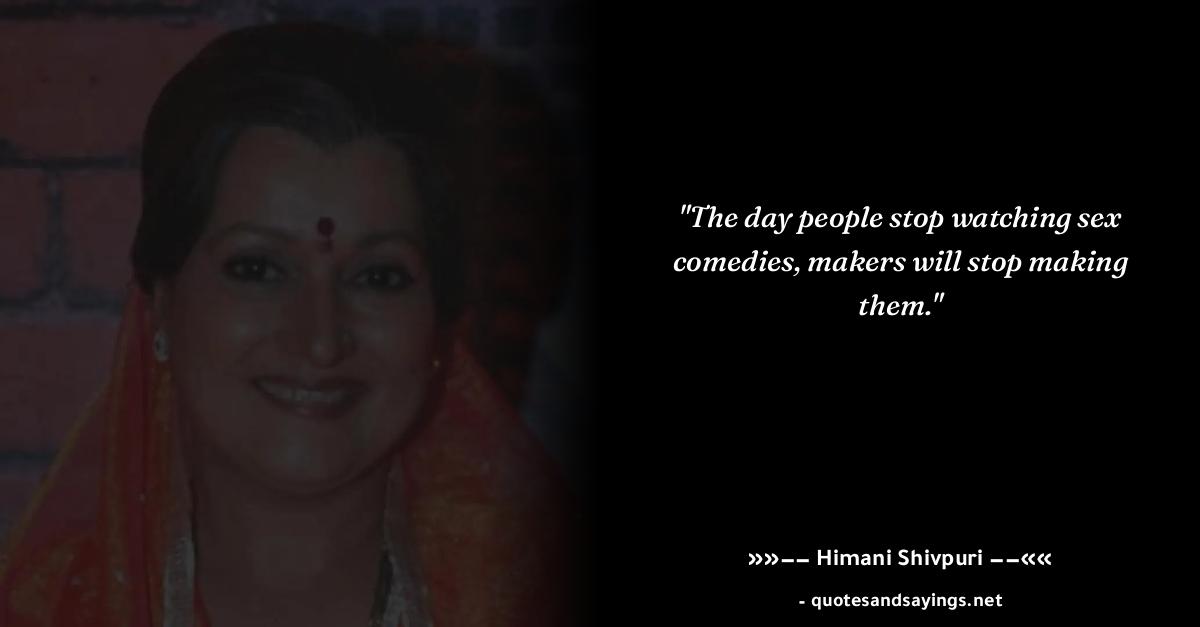 "The day people stop watching sex
comedies, makers will stop making
them."
»»−− Himani Shivpuri −−««
- quotesandsayings.net